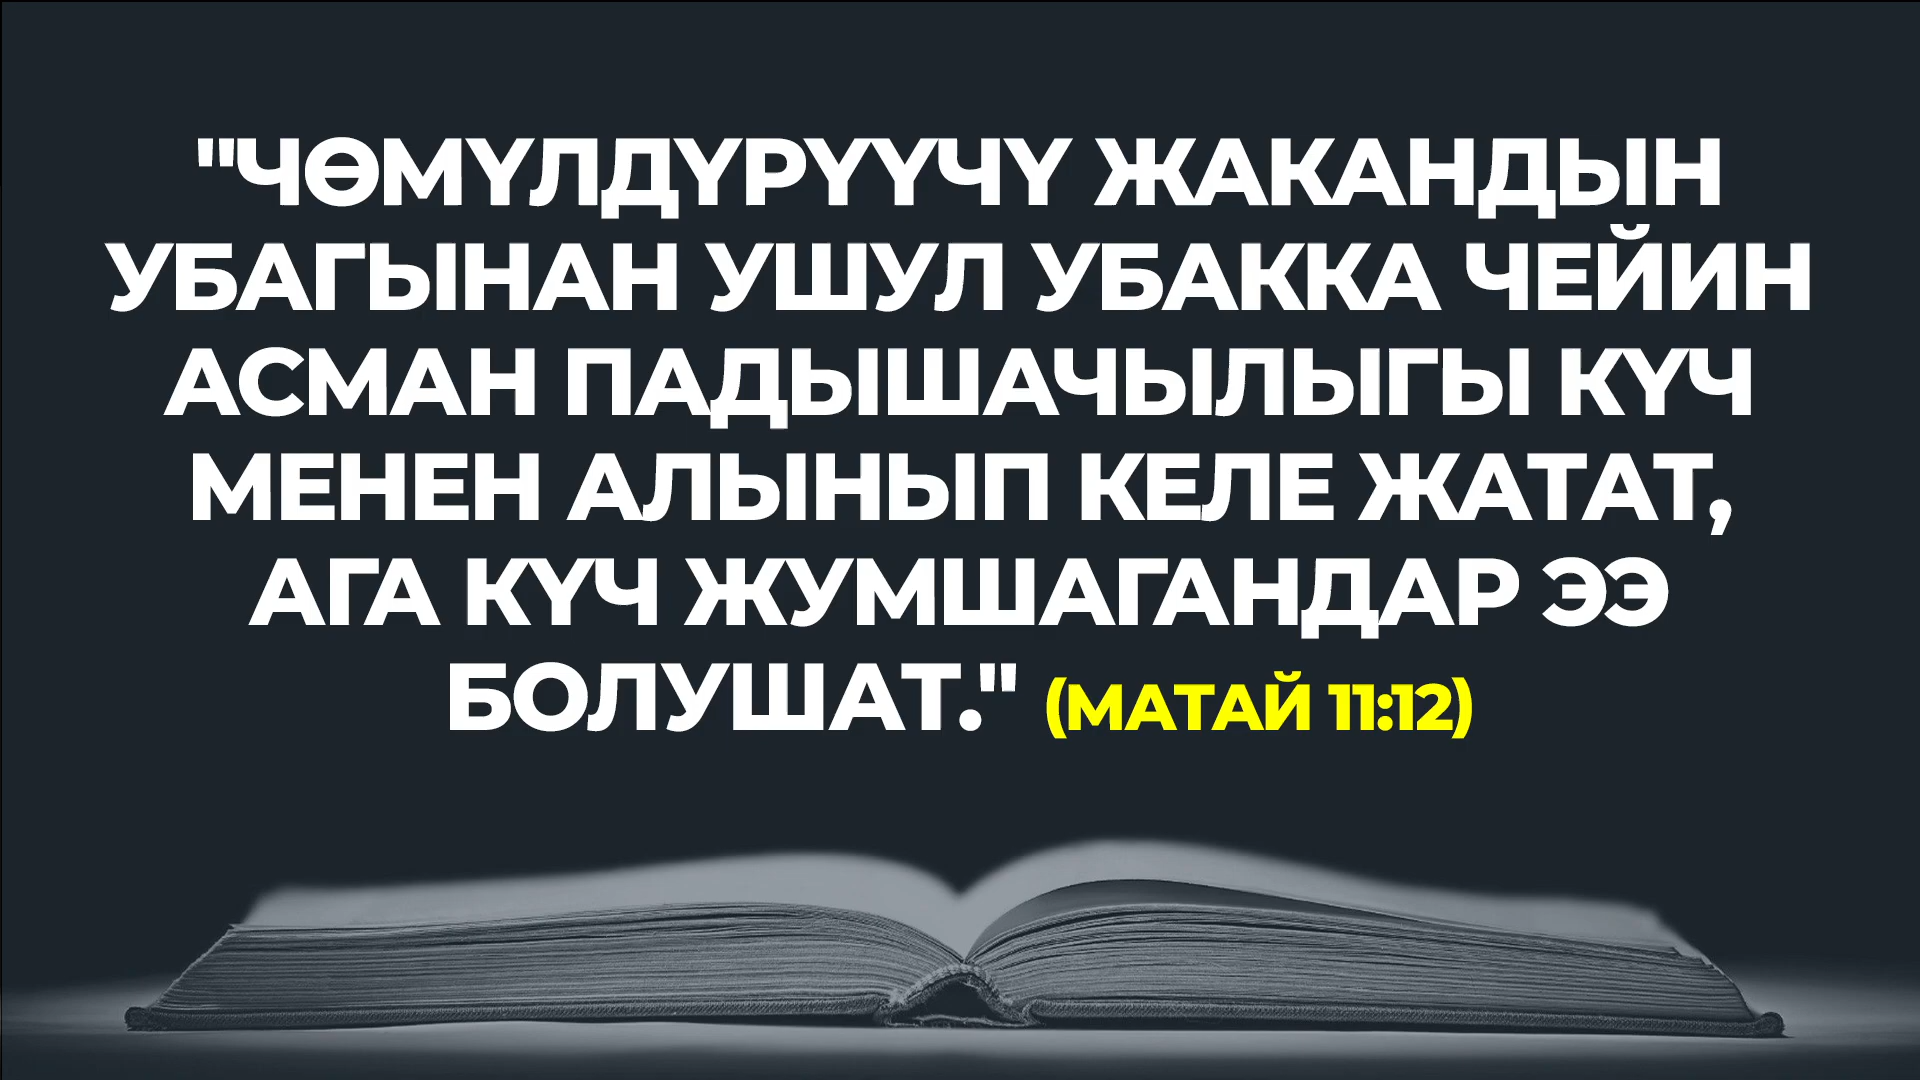 "ЧӨМҮЛДҮРҮҮЧҮ ЖАКАНДЫН
УБАГЫНАН УШУЛ УБАККА ЧЕЙИН
АСМАН ПАДЫШАЧЫЛЫГЫ КҮЧ
МЕНЕН АЛЫНЫП КЕЛЕ ЖАТАТ,
АГА КҮЧ ЖУМШАГАНДАР ЭЭ
БОЛУШАТ." (МАТАЙ 11:12)